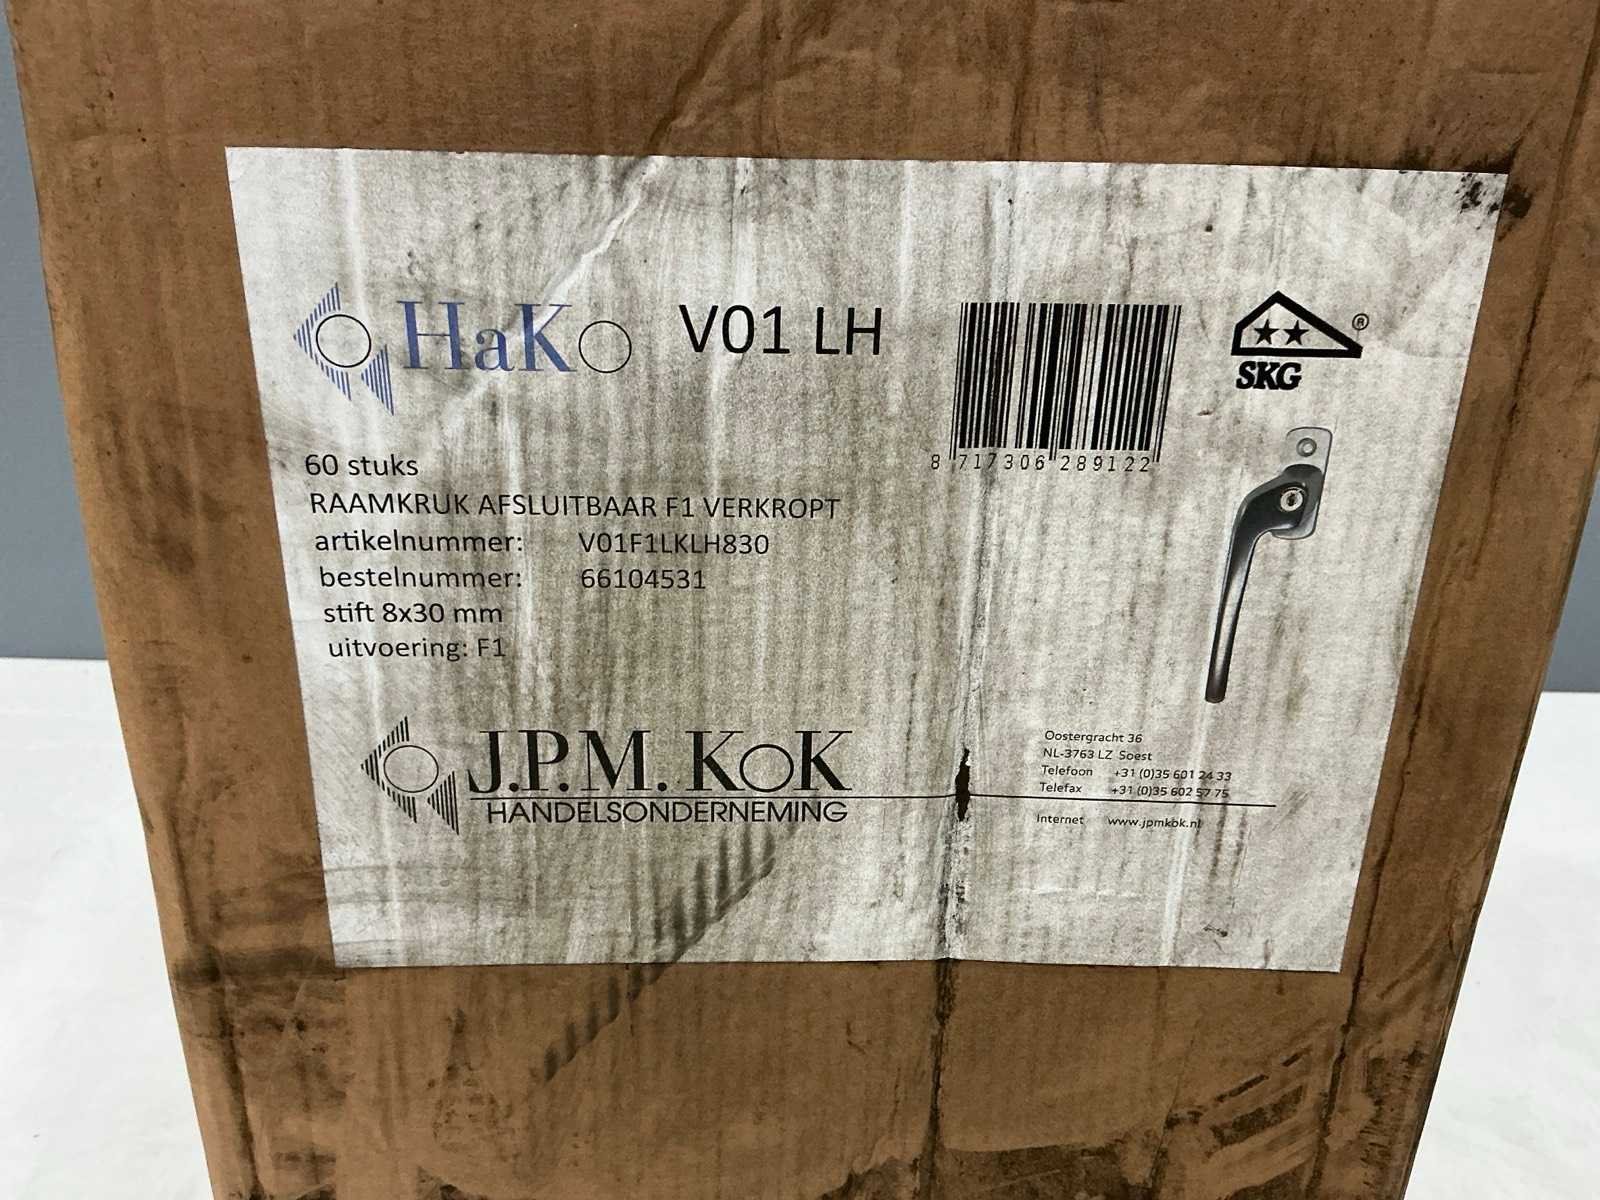 HaKo
V01 LH
8 717306 289122
SKG
®
60 stuks
RAAMKRUK AFSLUITBAAR F1 VERKROPT
artikelnummer: V01F1LKLH830
bestelnummer: 66104531
stift 8x30 mm
uitvoering: F1
J.P.M. KOK
HANDELSONDERNEMING
Oostergracht 36
NL-3763 LZ Soest
Telefoon +31 (0)35 601 24 33
Telefax +31 (0)35 602 57 75
Internet www.jpmkok.nl